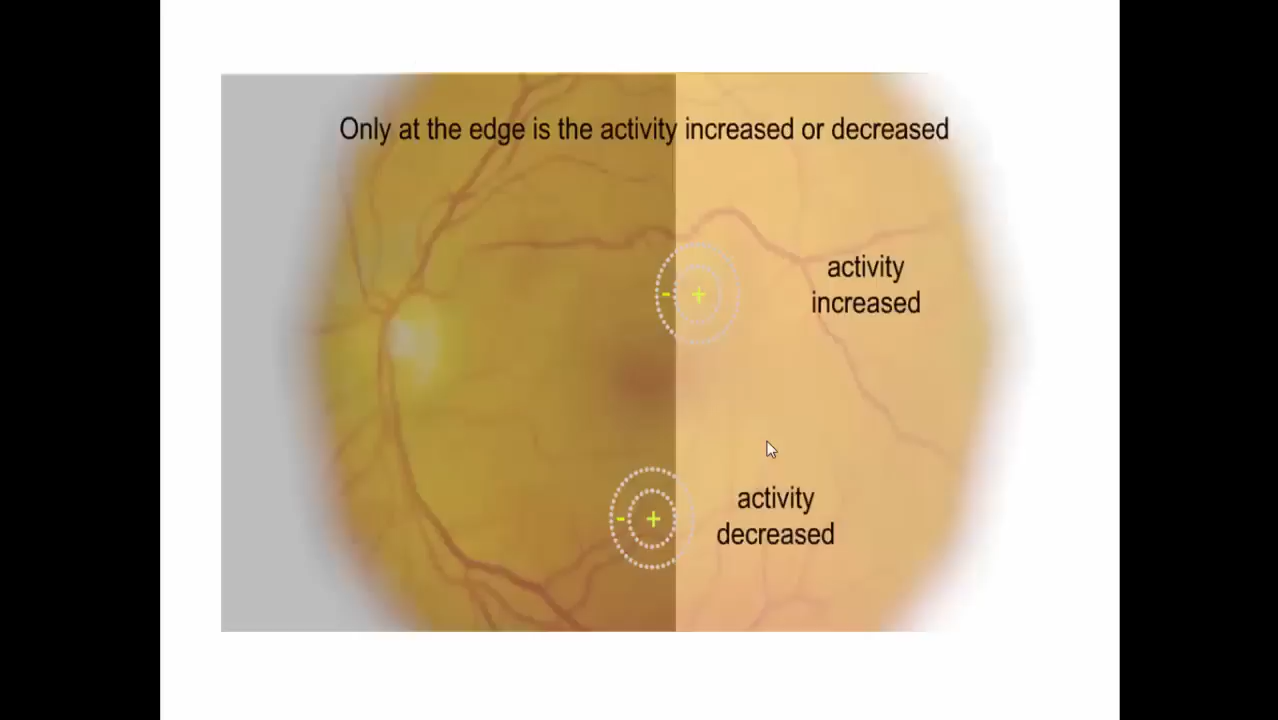 Only at the edge is the activity increased or decreased
- +
activity
increased
- +
activity
decreased